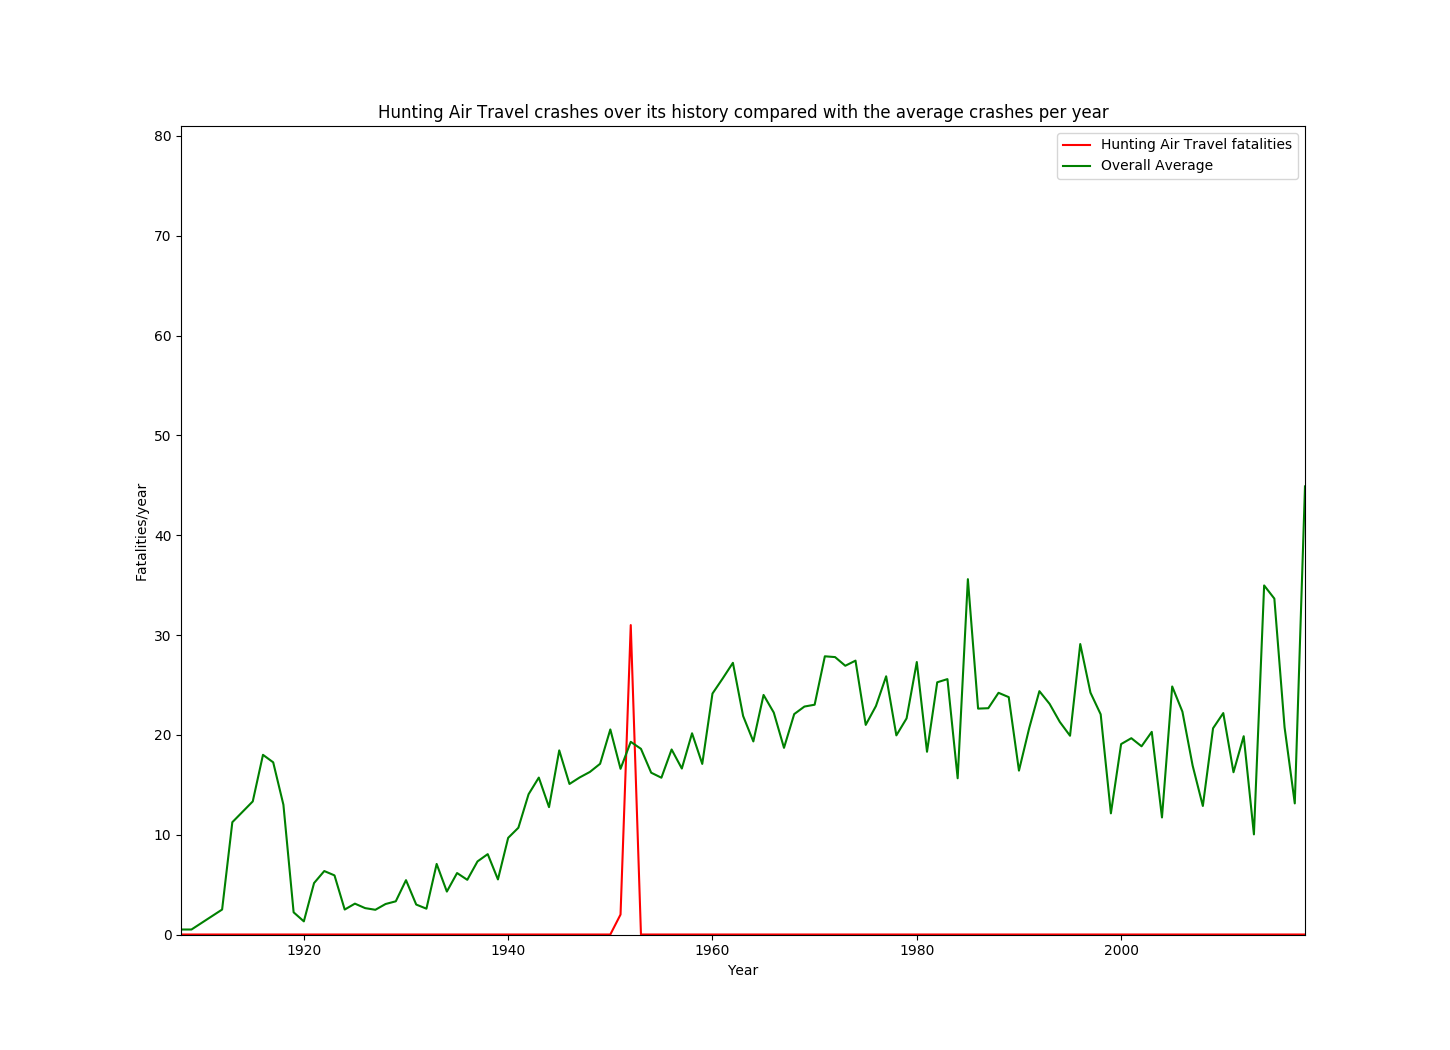 Hunting Air Travel crashes over its history compared with the average crashes per year
Hunting Air Travel fatalities
Overall Average
80
70
60
50
40
30
20
10
0
Fatalities/year
1920 1940 1960 1980 2000
Year